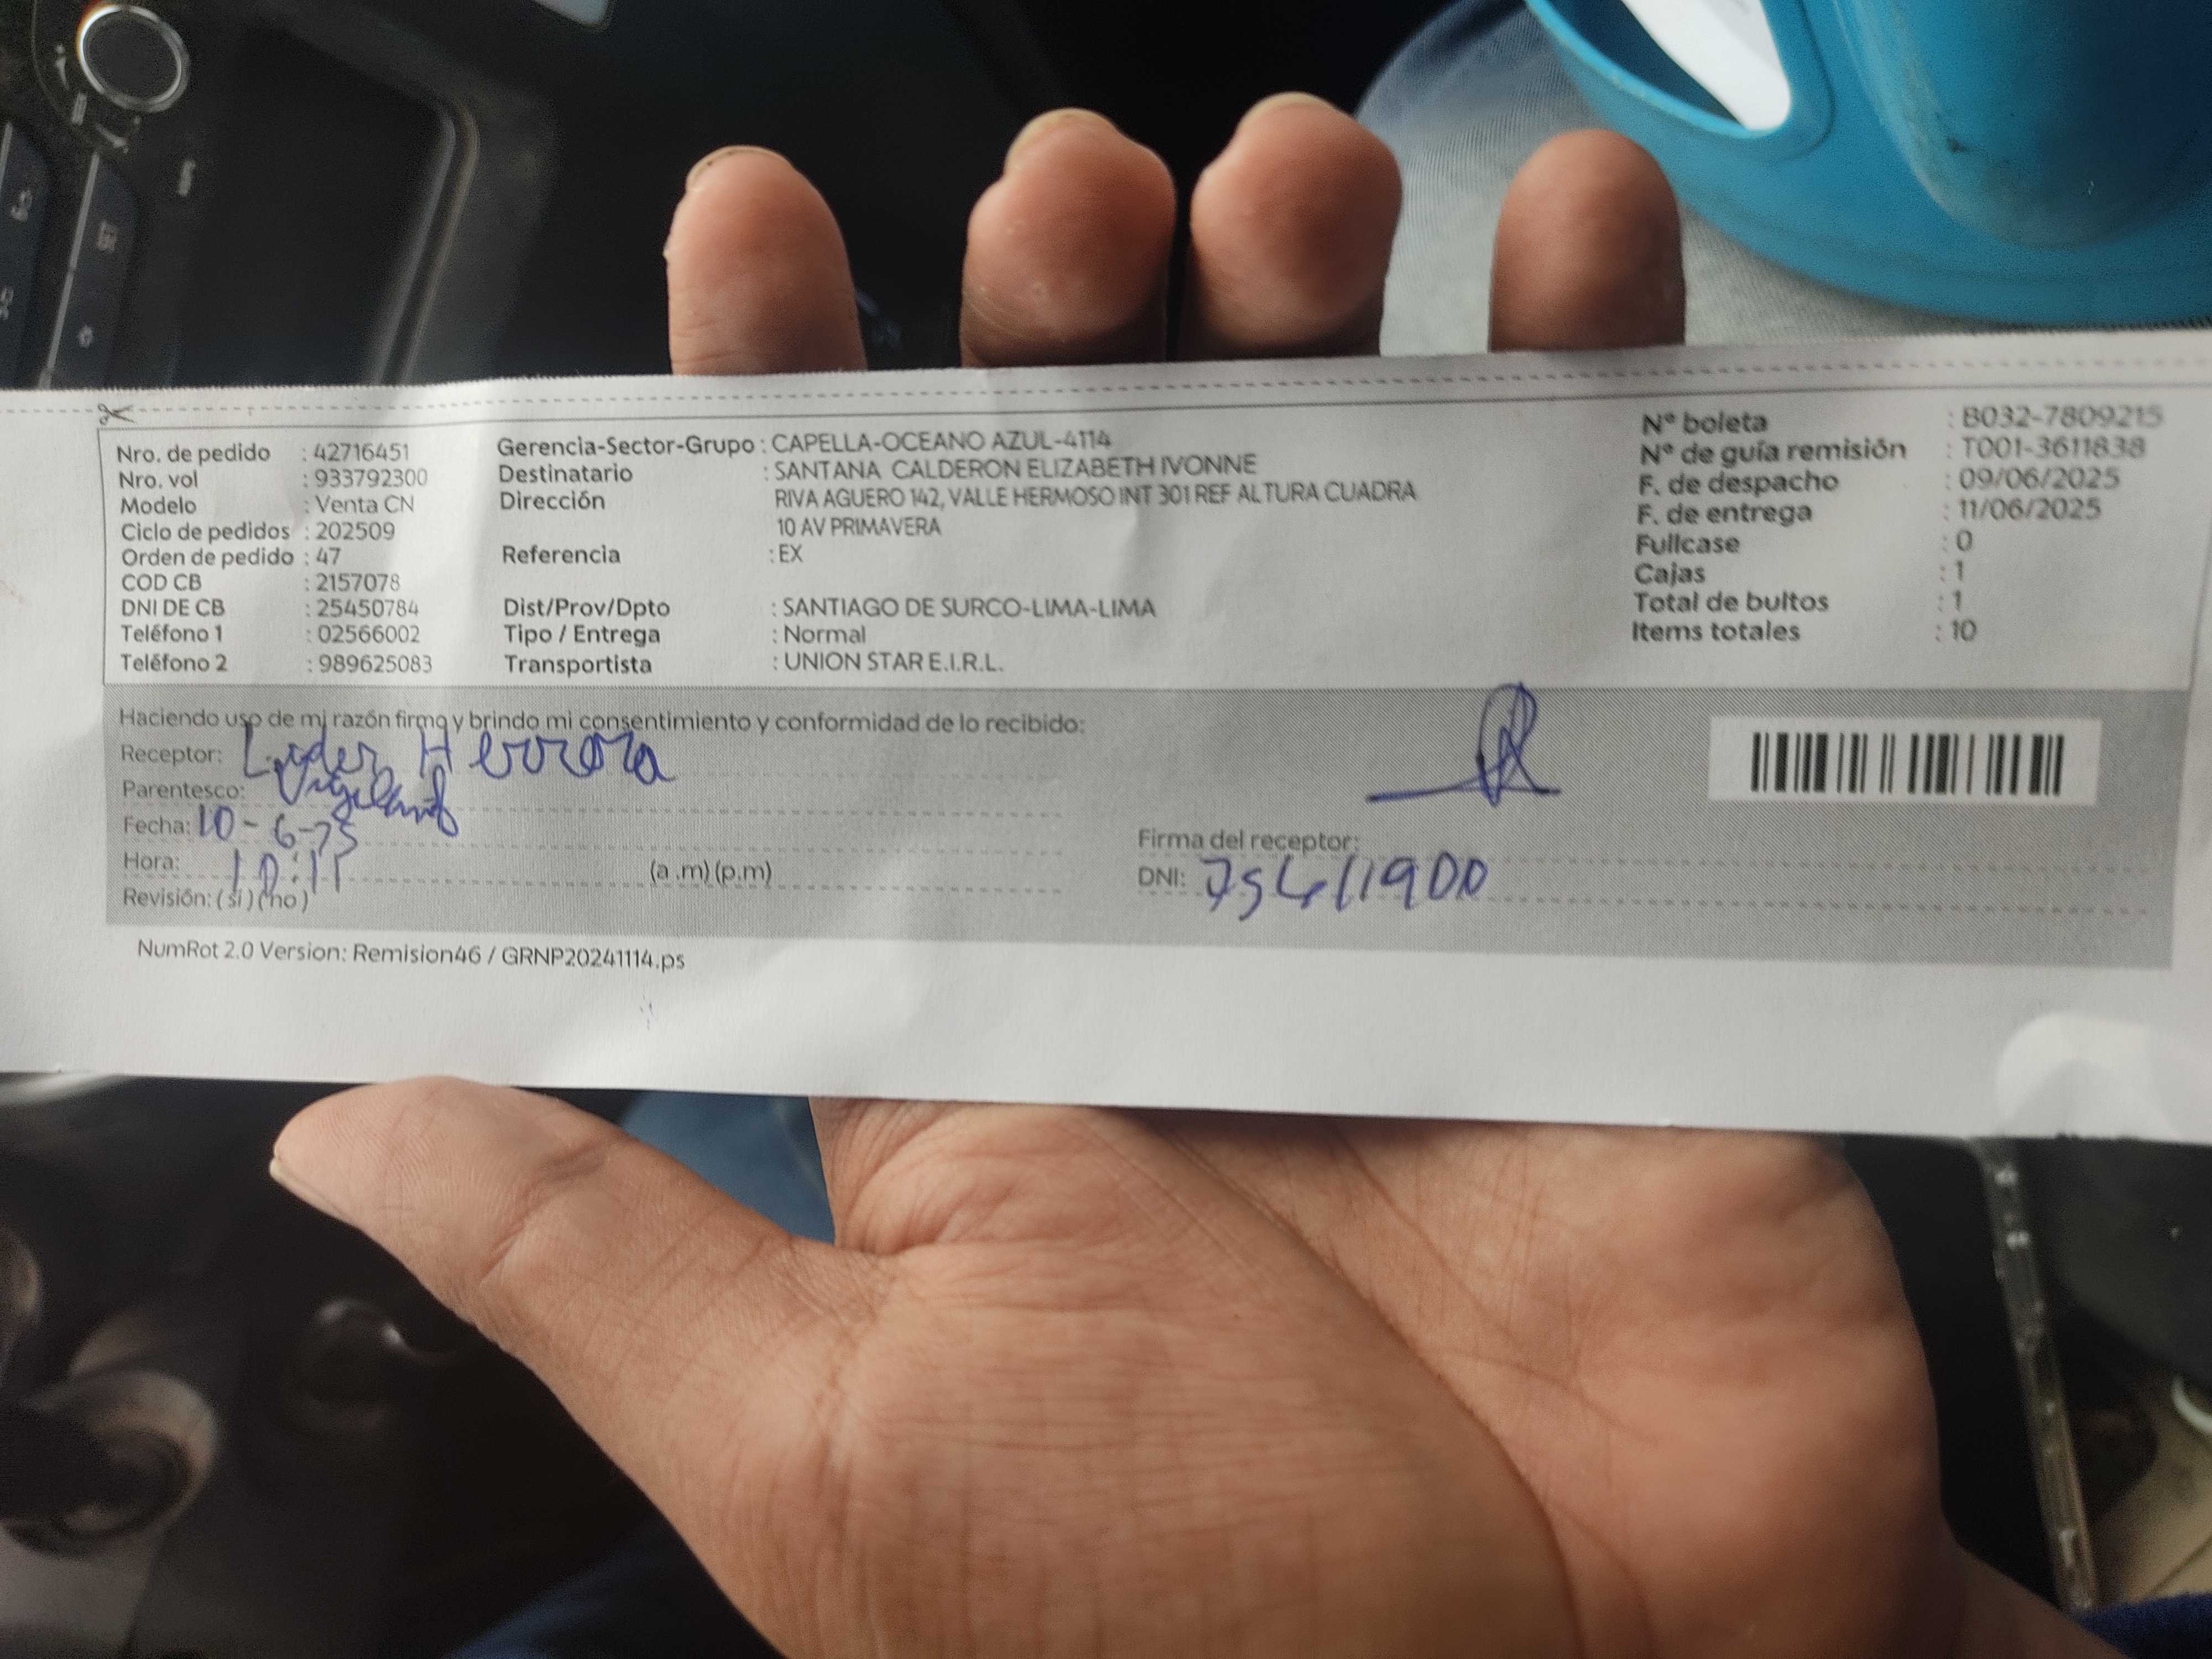 Nro. de pedido : 42716451
Nro. vol : 933792300
Modelo : Venta CN
Ciclo de pedidos : 202509
Orden de pedido : 47
COD CB : 2157078
DNI DE CB : 25450784
Teléfono 1 : 02566002
Teléfono 2 : 989625083
Gerencia-Sector-Grupo : CAPELLA-OCEANO AZUL-4114
Destinatario : SANTANA CALDERON ELIZABETH IVONNE
Dirección RIVA AGUERO 142, VALLE HERMOSO INT 301 REF ALTURA CUADRA
10 AV PRIMAVERA
Referencia : EX
Dist/Prov/Dpto : SANTIAGO DE SURCO-LIMA-LIMA
Tipo / Entrega : Normal
Transportista : UNION STAR E.I.R.L.
N° boleta : B032-7809215
N° de guía remisión : T001-3611838
F. de despacho : 09/06/2025
F. de entrega : 11/06/2025
Fullcase : 0
Cajas : 1
Total de bultos : 1
Items totales : 10
Haciendo uso de mi razón firmo y brindo mi consentimiento y conformidad de lo recibido:
Receptor: Herrera
Parentesco: Vigilante
Fecha: 10-6-25
Hora: 10:11 (a .m) (p.m)
Revisión: ( si ) ( no )
Firma del receptor:
DNI:
NumRot 2.0 Version: Remision46 / GRNP20241114.ps